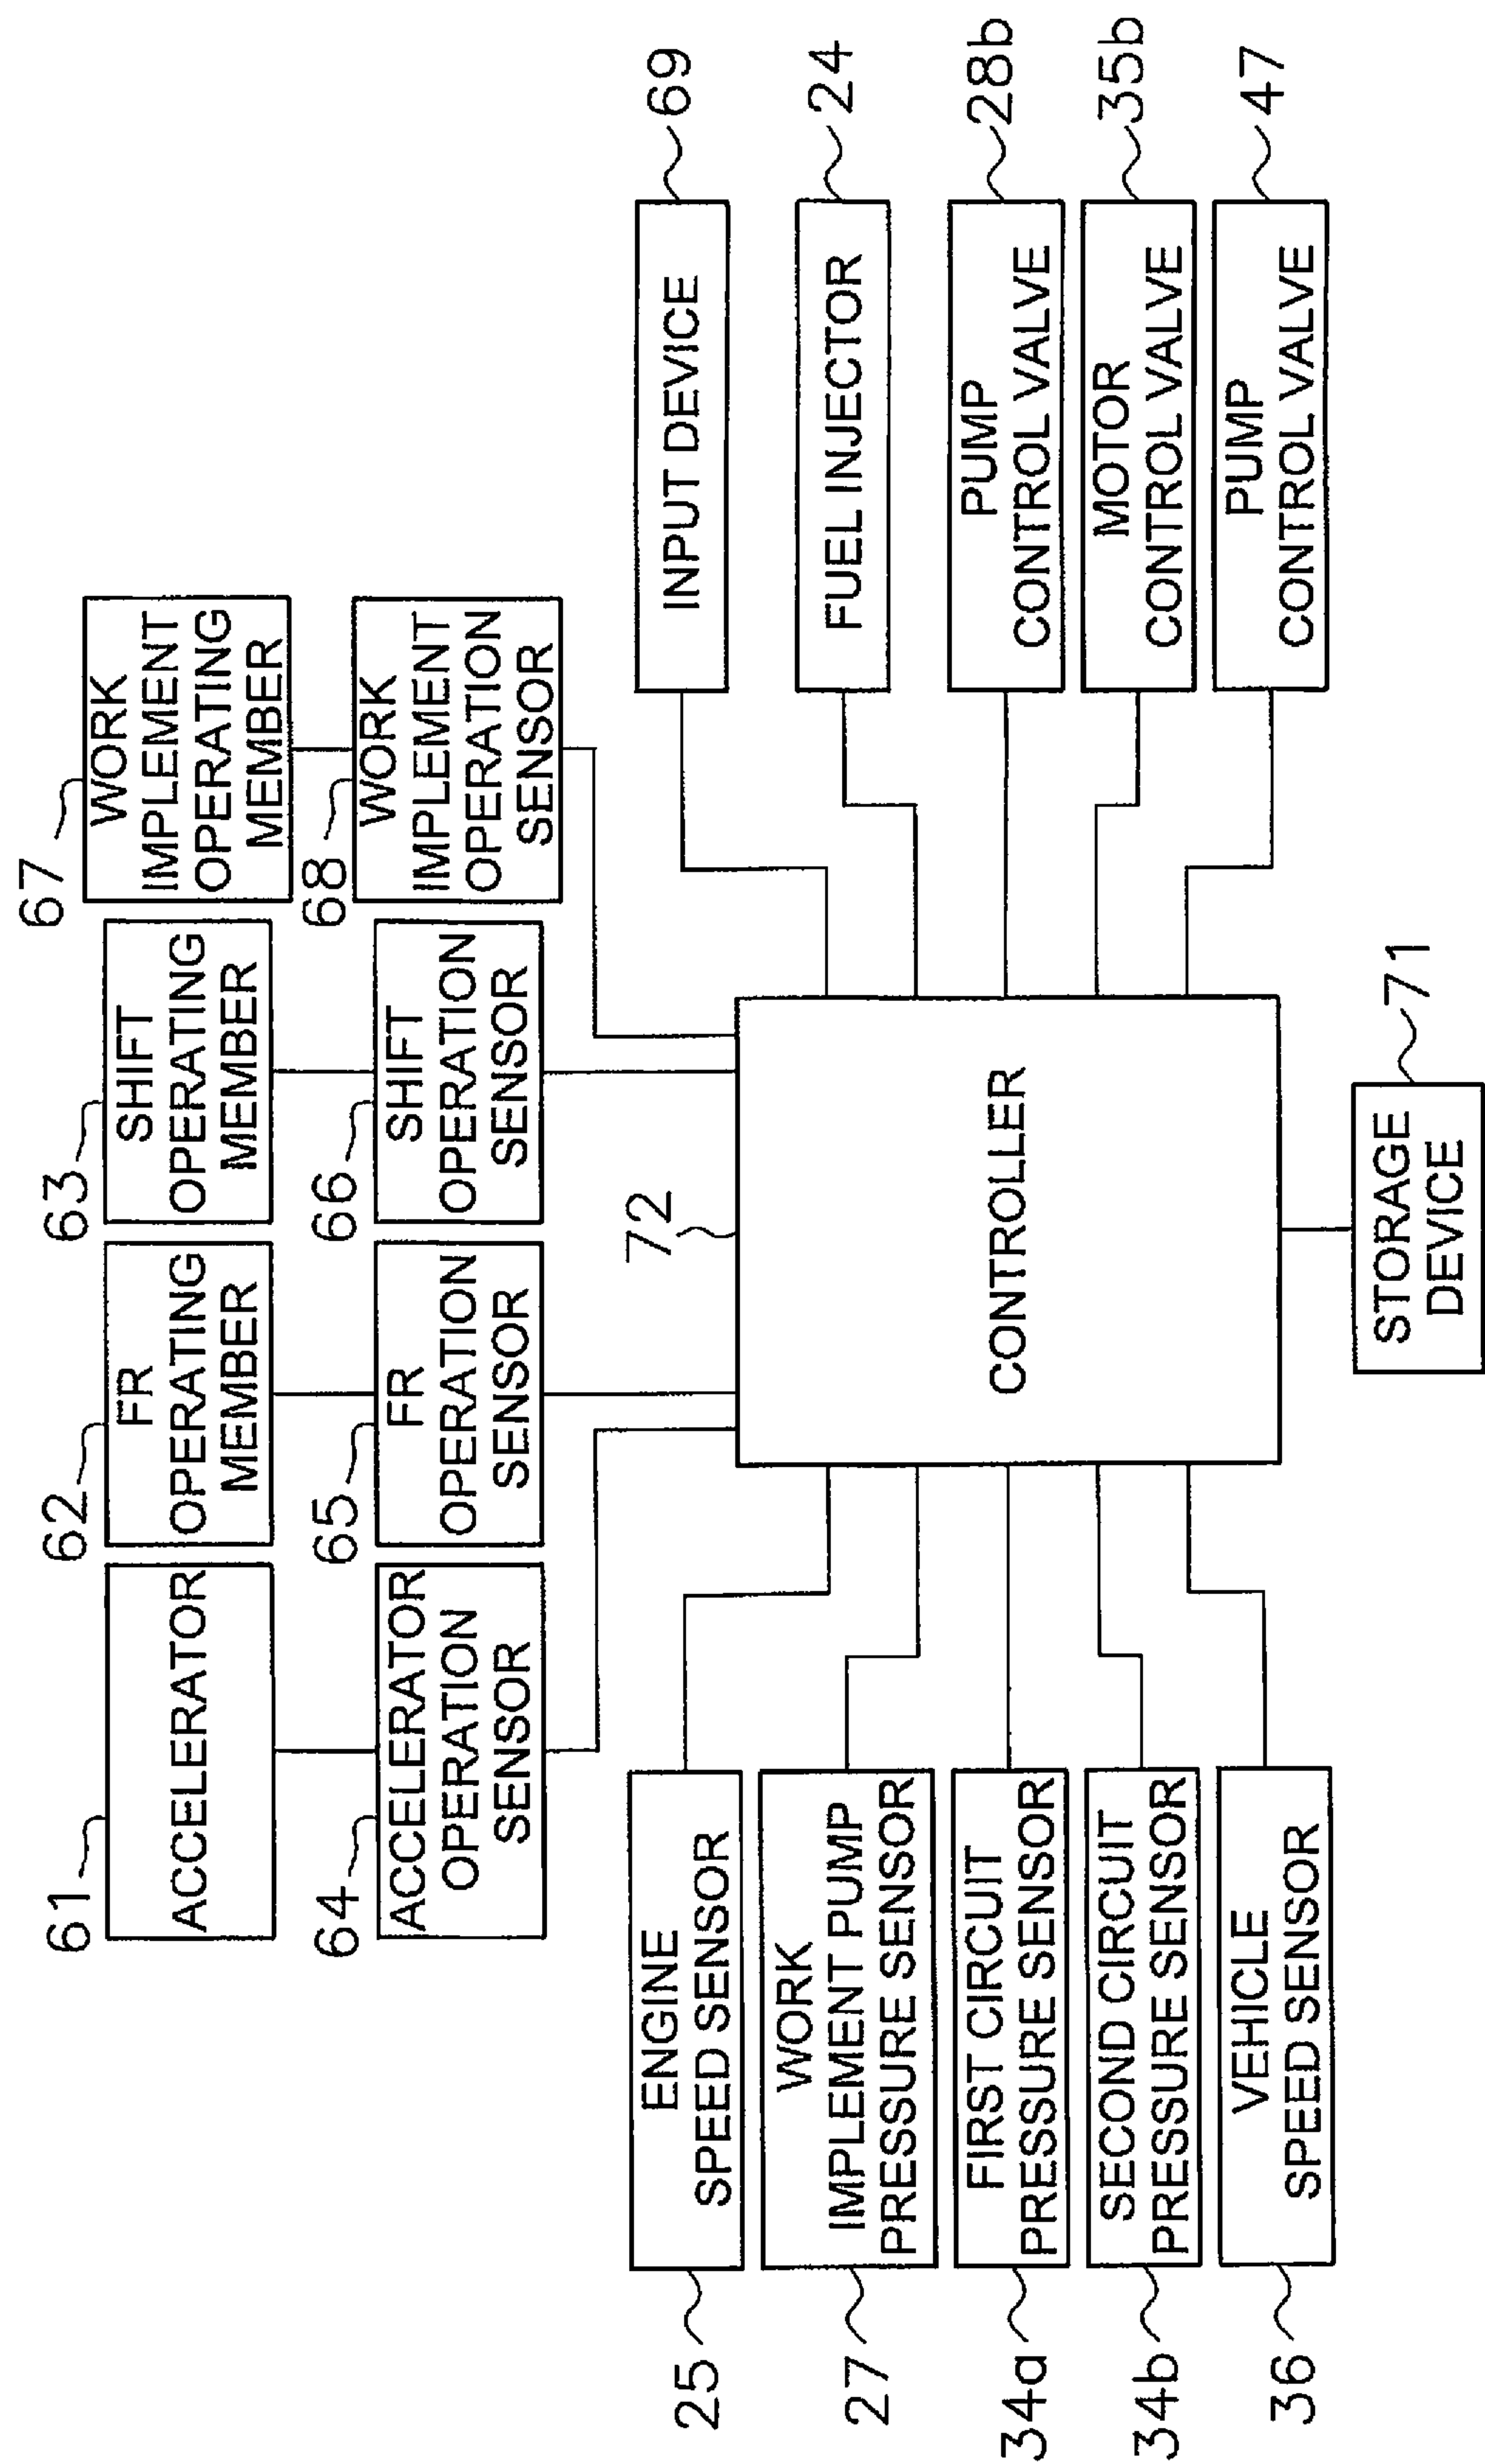 61
ACCELERATOR
62
FR
OPERATING
MEMBER
63
SHIFT
OPERATING
MEMBER
67
WORK
IMPLEMENT
OPERATING
MEMBER
64
ACCELERATOR
OPERATION
SENSOR
65
FR
OPERATION
SENSOR
66
SHIFT
OPERATION
SENSOR
68
WORK
IMPLEMENT
OPERATION
SENSOR
25
ENGINE
SPEED SENSOR
27
WORK
IMPLEMENT PUMP
PRESSURE SENSOR
34a
FIRST CIRCUIT
PRESSURE SENSOR
34b
SECOND CIRCUIT
PRESSURE SENSOR
36
VEHICLE
SPEED SENSOR
72
CONTROLLER
INPUT DEVICE
69
FUEL INJECTOR
24
PUMP
CONTROL VALVE
28b
MOTOR
CONTROL VALVE
35b
PUMP
CONTROL VALVE
47
STORAGE
DEVICE
71